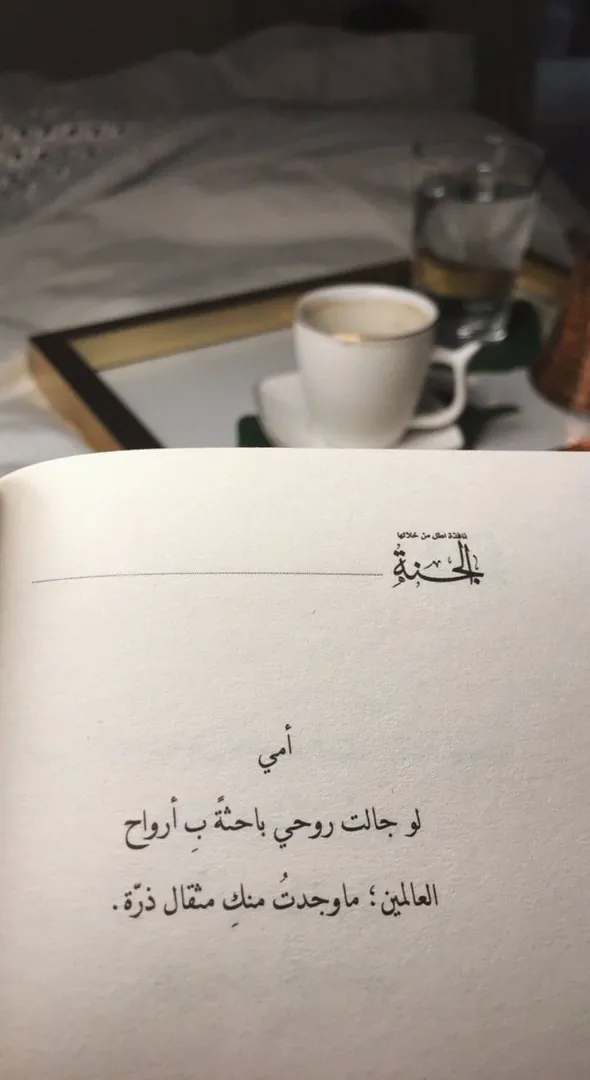 نافذة اطل من خلالها
الجنة
أمي
لو جالت روحي باحثةً بِ أرواح
العالمين؛ ماوجدتُ منكِ مثقال ذرّة.